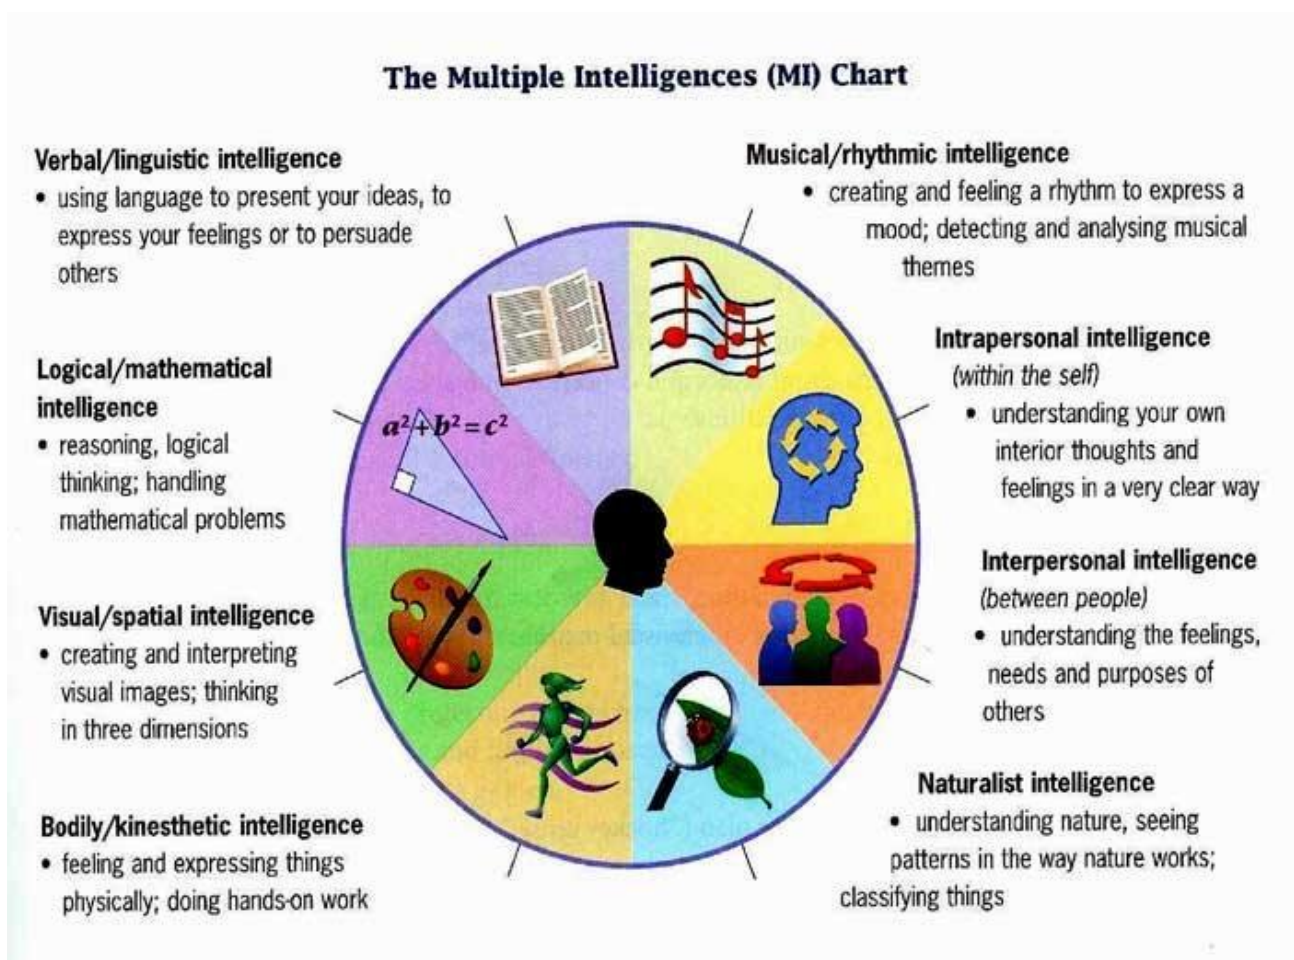 The Multiple Intelligences (MI) Chart
Verbal/linguistic intelligence
• using language to present your ideas, to
express your feelings or to persuade
others
Logical/mathematical
intelligence
• reasoning, logical
thinking; handling
mathematical problems
Visual/spatial intelligence
• creating and interpreting
visual images; thinking
in three dimensions
Bodily/kinesthetic intelligence
• feeling and expressing things
physically; doing hands-on work
a²+b²=c²
Musical/rhythmic intelligence
• creating and feeling a rhythm to express a
mood; detecting and analysing musical
themes
Intrapersonal intelligence
(within the self)
• understanding your own
interior thoughts and
feelings in a very clear way
Interpersonal intelligence
(between people)
• understanding the feelings,
needs and purposes of
others
Naturalist intelligence
• understanding nature, seeing
patterns in the way nature works;
classifying things